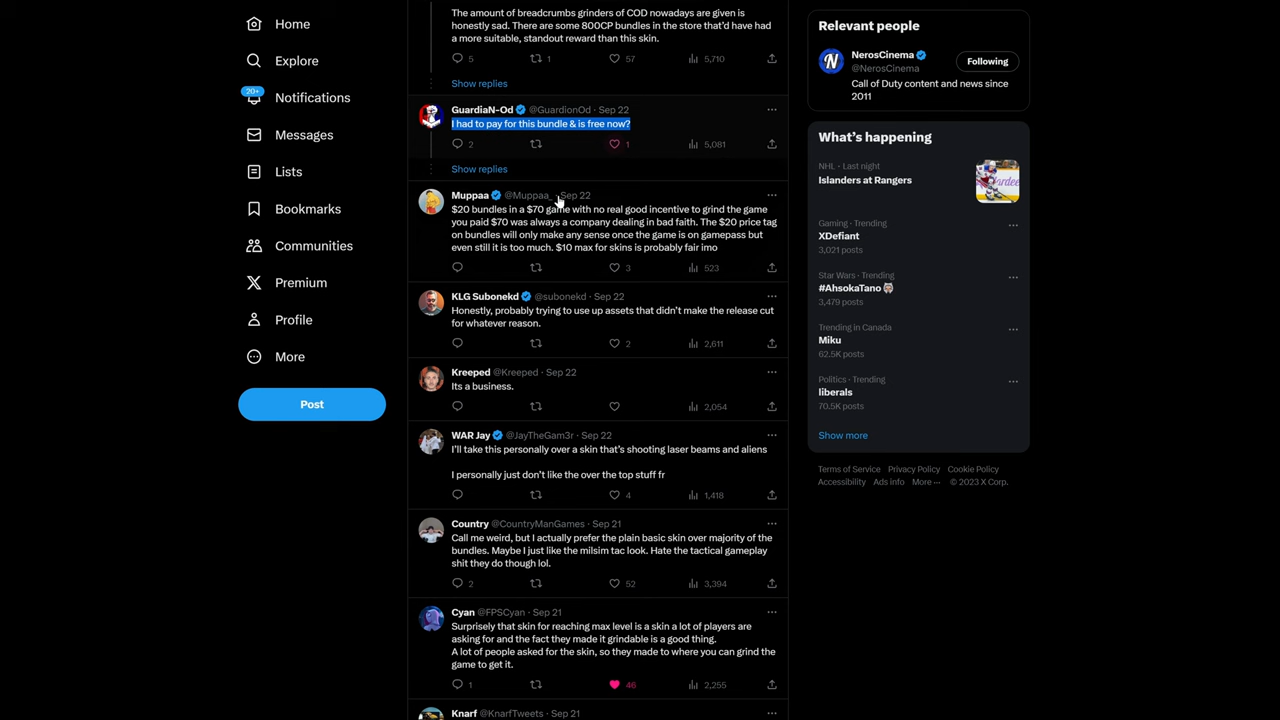 Home
Explore
20+
Notifications
Messages
Lists
Bookmarks
Communities
Premium
Profile
More
Post
The amount of breadcrumbs grinders of COD nowadays are given is
honestly sad. There are some 800CP bundles in the store that'd have had
a more suitable, standout reward than this skin.
5 1 57 5,710
Show replies
GuardiaN-Od @GuardionOd · Sep 22
I had to pay for this bundle & is free now?
2 1 5,081
Show replies
Muppaa @Muppaa_ · Sep 22
$20 bundles in a $70 game with no real good incentive to grind the game
you paid $70 was always a company dealing in bad faith. The $20 price tag
on bundles will only make any sense once the game is on gamepass but
even still it is too much. $10 max for skins is probably fair imo
3 523
KLG Subonekd @subonekd · Sep 22
Honestly, probably trying to use up assets that didn't make the release cut
for whatever reason.
2 2,611
Kreeped @Kreeped · Sep 22
Its a business.
2,054
WAR Jay @JayTheGam3r · Sep 22
I'll take this personally over a skin that's shooting laser beams and aliens
I personally just don't like the over the top stuff fr
4 1,418
Country @CountryManGames · Sep 21
Call me weird, but I actually prefer the plain basic skin over majority of the
bundles. Maybe I just like the milsim tac look. Hate the tactical gameplay
shit they do though lol.
2 52 3,394
Cyan @FPSCyan · Sep 21
Surprisely that skin for reaching max level is a skin a lot of players are
asking for and the fact they made it grindable is a good thing.
A lot of people asked for the skin, so they made to where you can grind the
game to get it.
1 46 2,255
Knarf @KnarfTweets · Sep 21
Relevant people
NerosCinema
@NerosCinema
Following
Call of Duty content and news since
2011
What's happening
NHL · Last night
Islanders at Rangers
Gaming · Trending
XDefiant
3,021 posts
Star Wars · Trending
#AhsokaTano
3,479 posts
Trending in Canada
Miku
62.5K posts
Politics · Trending
liberals
70.5K posts
Show more
Terms of Service Privacy Policy Cookie Policy
Accessibility Ads info More ··· © 2023 X Corp.